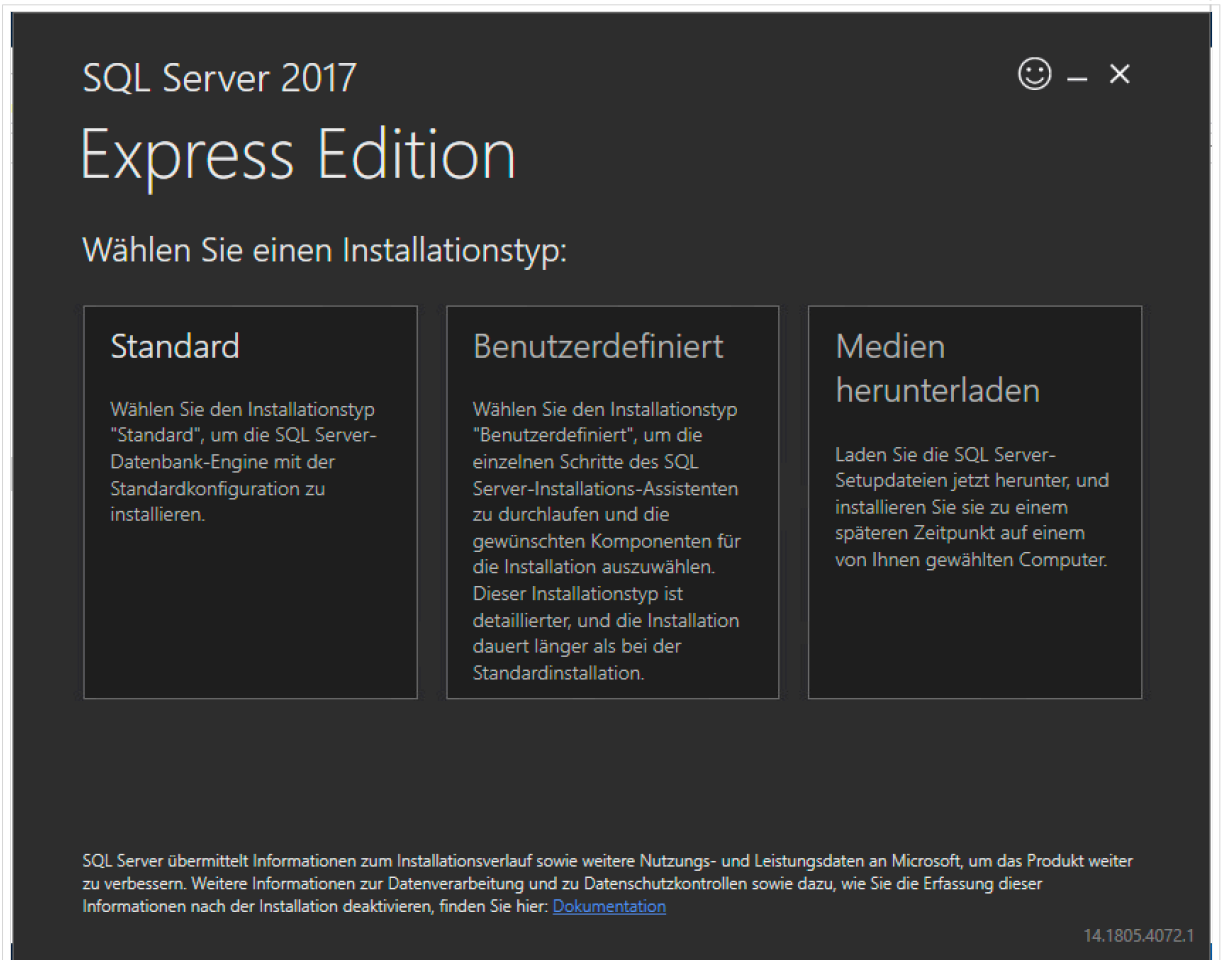 SQL Server 2017
Express Edition
Wählen Sie einen Installationstyp:
Standard
Wählen Sie den Installationstyp
"Standard", um die SQL Server-
Datenbank-Engine mit der
Standardkonfiguration zu
installieren.
Benutzerdefiniert
Wählen Sie den Installationstyp
"Benutzerdefiniert", um die
einzelnen Schritte des SQL
Server-Installations-Assistenten
zu durchlaufen und die
gewünschten Komponenten für
die Installation auszuwählen.
Dieser Installationstyp ist
detaillierter, und die Installation
dauert länger als bei der
Standardinstallation.
Medien
herunterladen
Laden Sie die SQL Server-
Setupdateien jetzt herunter, und
installieren Sie sie zu einem
späteren Zeitpunkt auf einem
von Ihnen gewählten Computer.
SQL Server übermittelt Informationen zum Installationsverlauf sowie weitere Nutzungs- und Leistungsdaten an Microsoft, um das Produkt weiter
zu verbessern. Weitere Informationen zur Datenverarbeitung und zu Datenschutzkontrollen sowie dazu, wie Sie die Erfassung dieser
Informationen nach der Installation deaktivieren, finden Sie hier: Dokumentation
14.1805.4072.1